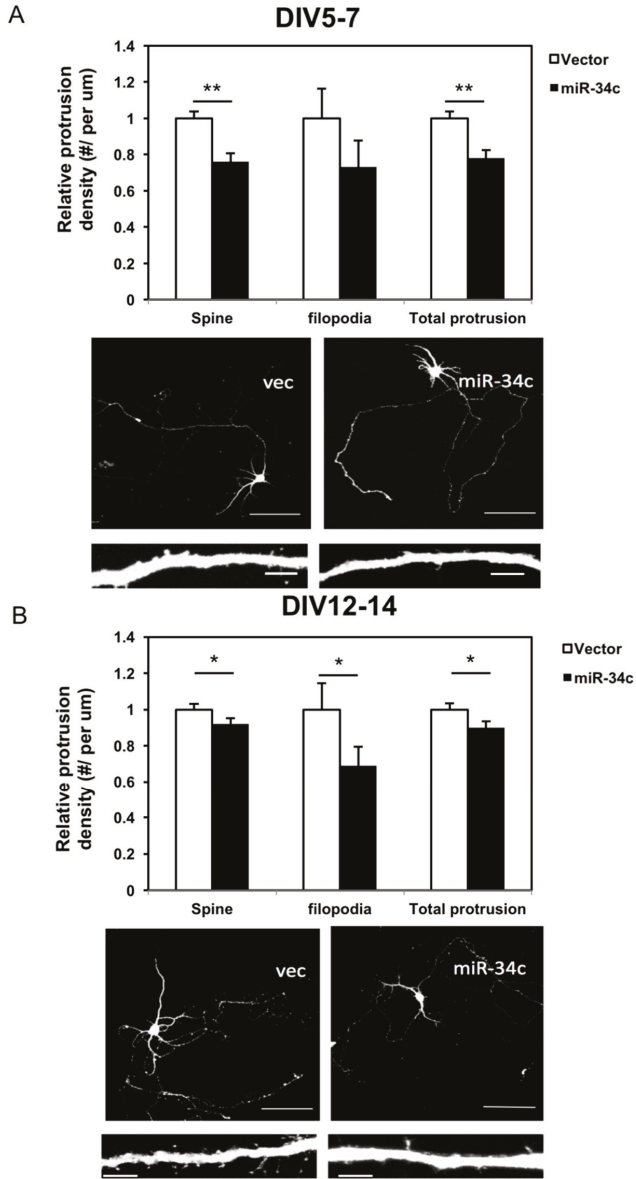 A
DIV5-7
Relative protrusion
density (#/ per um)
1.4
1.2
1
0.8
0.6
0.4
0.2
0
**
**
Vector
miR-34c
Spine
filopodia
Total protrusion
vec
miR-34c
B
DIV12-14
Relative protrusion
density (#/ per um)
1.4
1.2
1
0.8
0.6
0.4
0.2
0
*
*
*
Vector
miR-34c
Spine
filopodia
Total protrusion
vec
miR-34c